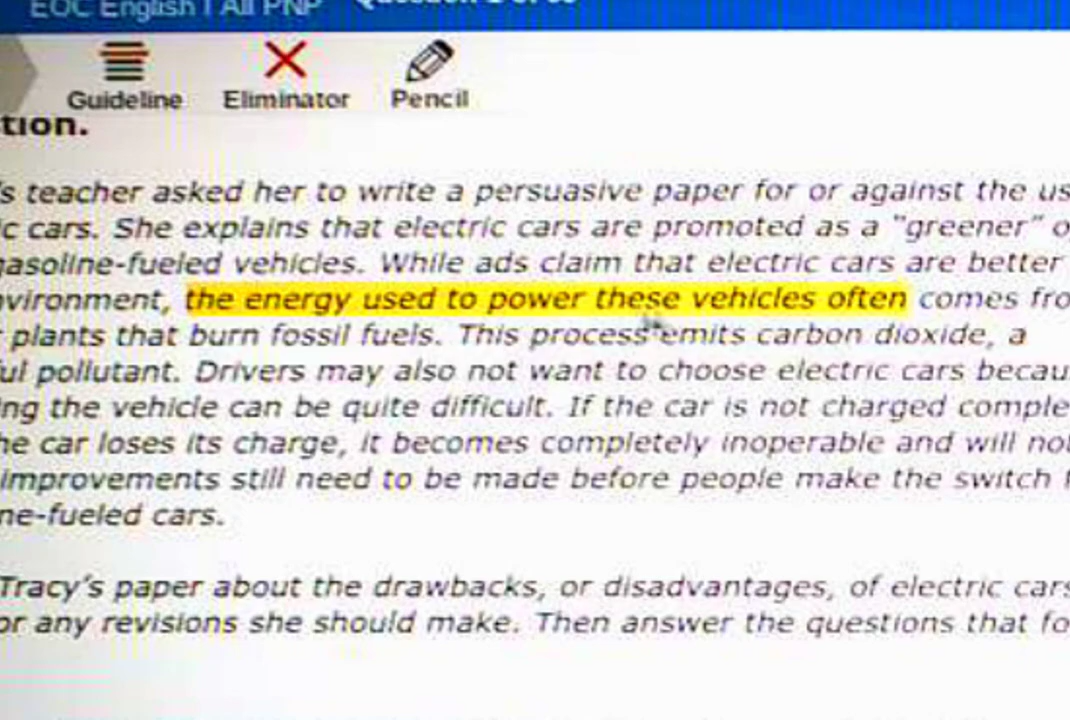 EOC English I All PNP Question
Guideline Eliminator Pencil
tion.
's teacher asked her to write a persuasive paper for or against the us
ic cars. She explains that electric cars are promoted as a "greener" o
gasoline-fueled vehicles. While ads claim that electric cars are better
nvironment, the energy used to power these vehicles often comes fro
r plants that burn fossil fuels. This process emits carbon dioxide, a
ful pollutant. Drivers may also not want to choose electric cars becau
ing the vehicle can be quite difficult. If the car is not charged comple
he car loses its charge, it becomes completely inoperable and will not
improvements still need to be made before people make the switch f
ne-fueled cars.
Tracy's paper about the drawbacks, or disadvantages, of electric cars
or any revisions she should make. Then answer the questions that fo